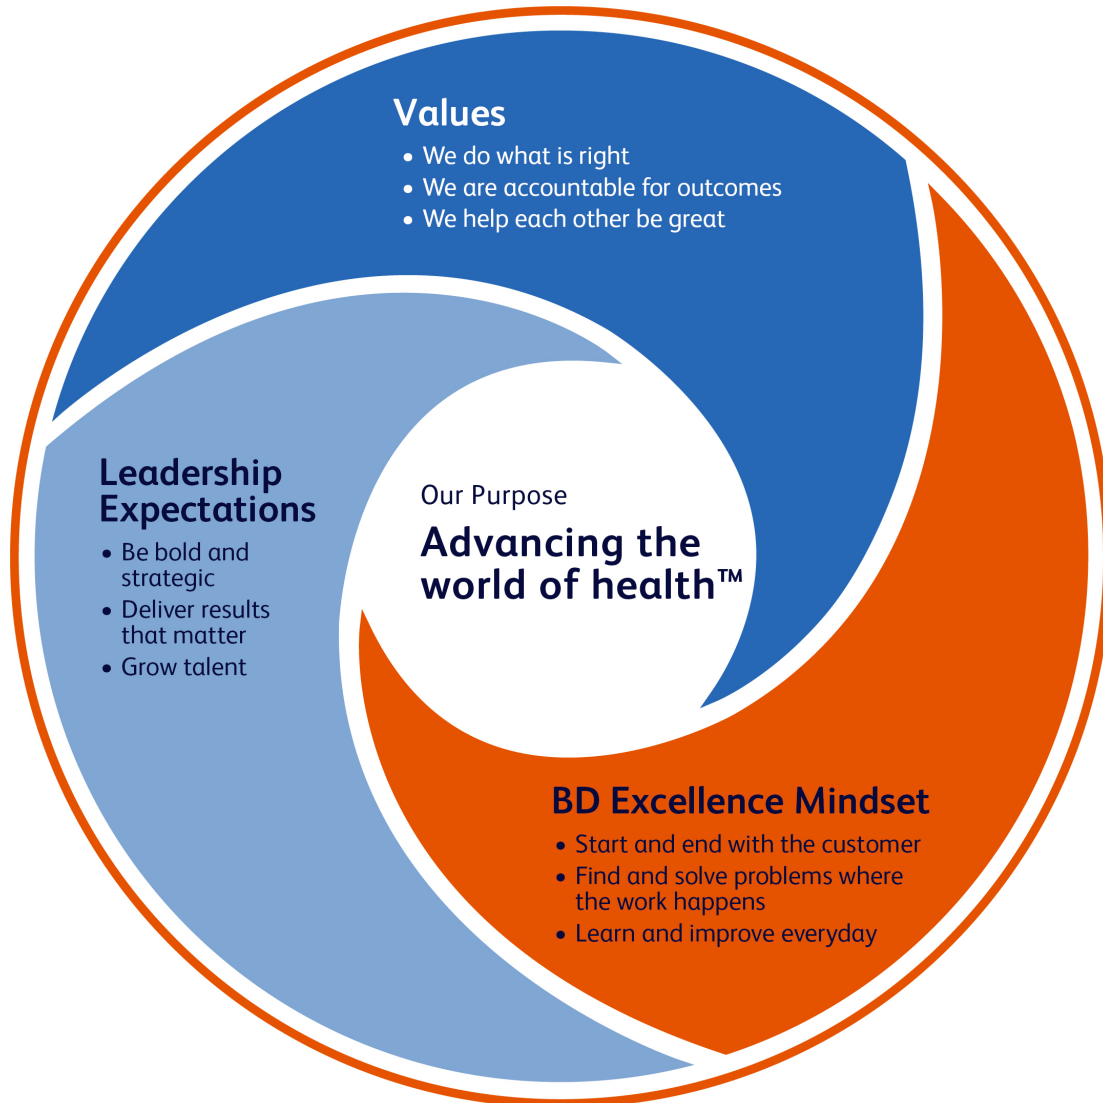 Values
• We do what is right
• We are accountable for outcomes
• We help each other be great
Leadership
Expectations
• Be bold and
strategic
• Deliver results
that matter
• Grow talent
Our Purpose
Advancing the
world of health™
BD Excellence Mindset
• Start and end with the customer
• Find and solve problems where
the work happens
• Learn and improve everyday